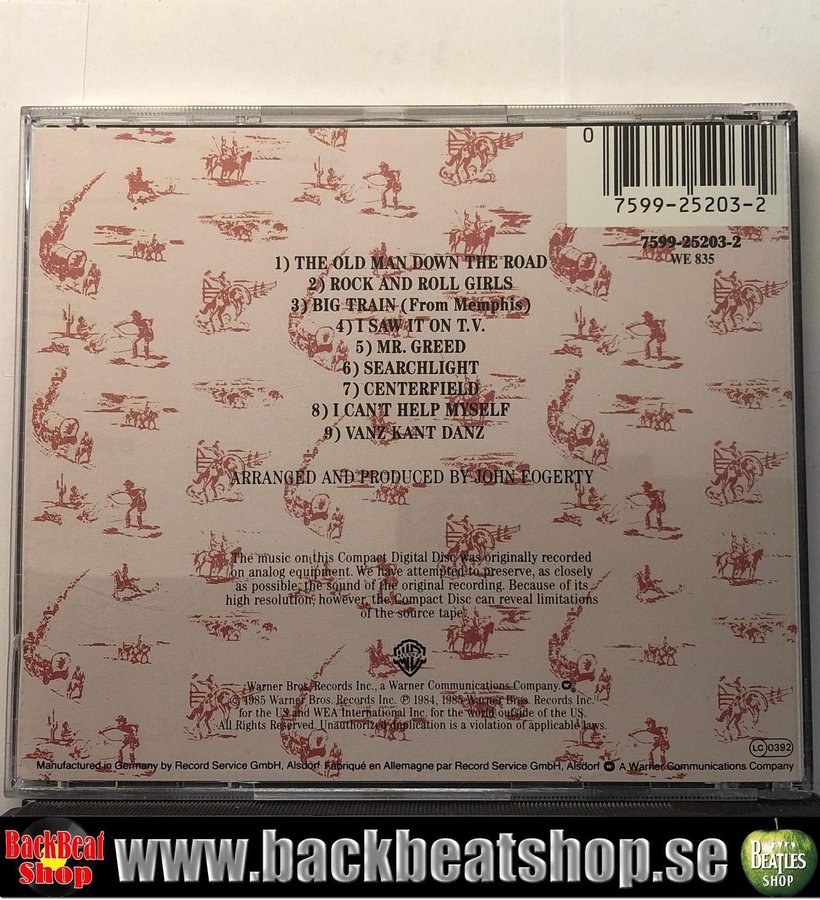 0
7599-25203-2
7599-25203-2
WE 835
1) THE OLD MAN DOWN THE ROAD
2) ROCK AND ROLL GIRLS
3) BIG TRAIN (From Memphis)
4) I SAW IT ON T.V.
5) MR. GREED
6) SEARCHLIGHT
7) CENTERFIELD
8) I CAN'T HELP MYSELF
9) VANZ KANT DANZ
ARRANGED AND PRODUCED BY JOHN FOGERTY
The music on this Compact Digital Disc was originally recorded
on analog equipment. We have attempted to preserve, as closely
as possible, the sound of the original recording. Because of its
high resolution, however, the Compact Disc can reveal limitations
of the source tape.
Warner Bros. Records Inc., a Warner Communications Company.
© 1985 Warner Bros. Records Inc. ℗ 1984, 1985 Warner Bros. Records Inc.
for the US and WEA International Inc. for the world outside of the US.
All Rights Reserved. Unauthorized duplication is a violation of applicable laws.
LC 0392
Manufactured in Germany by Record Service GmbH, Alsdorf Fabriqué en Allemagne par Record Service GmbH, Alsdorf A Warner Communications Company
BackBeat
Shop
www.backbeatshop.se
BEATLES
SHOP